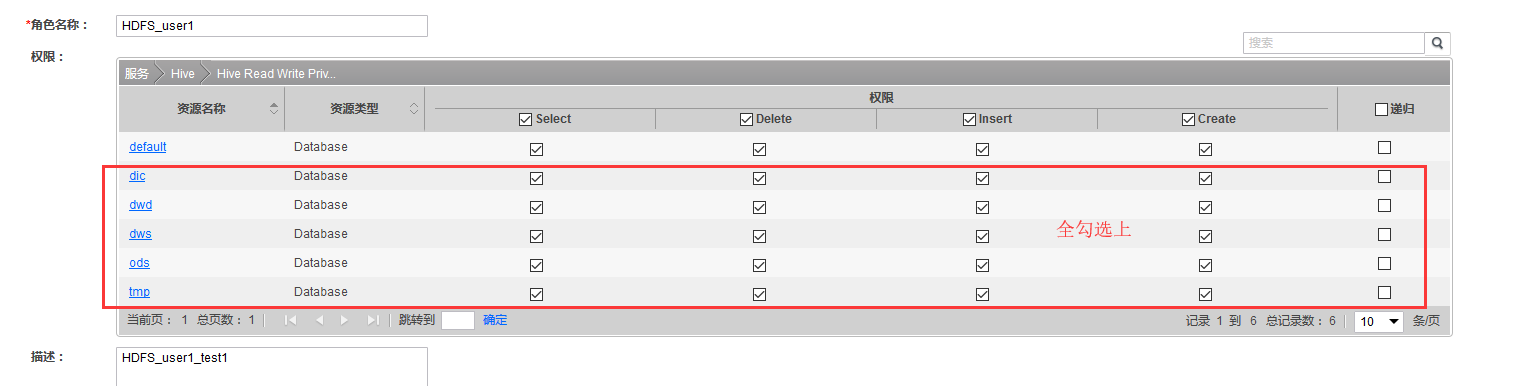 *角色名称： HDFS_user1
搜索
权限：
服务 Hive Hive Read Write Priv...
资源名称 资源类型 权限 递归
Select Delete Insert Create
default Database
dic Database
dwd Database
dws Database
全勾选上
ods Database
tmp Database
当前页： 1 总页数： 1 跳转到 确定 记录 1 到 6 总记录数： 6 10 条/页
描述： HDFS_user1_test1